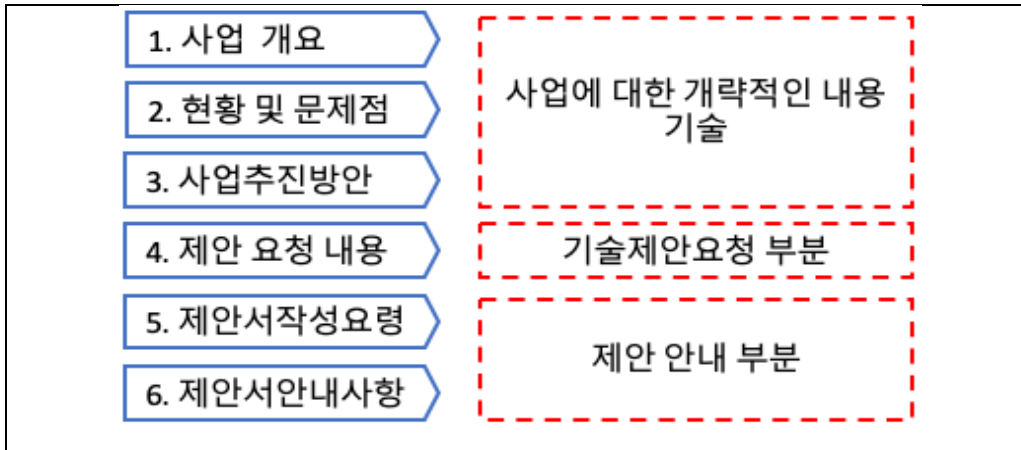 1. 사업 개요
2. 현황 및 문제점
3. 사업추진방안
4. 제안 요청 내용
5. 제안서작성요령
6. 제안서안내사항
사업에 대한 개략적인 내용
기술
기술제안요청 부분
제안 안내 부분